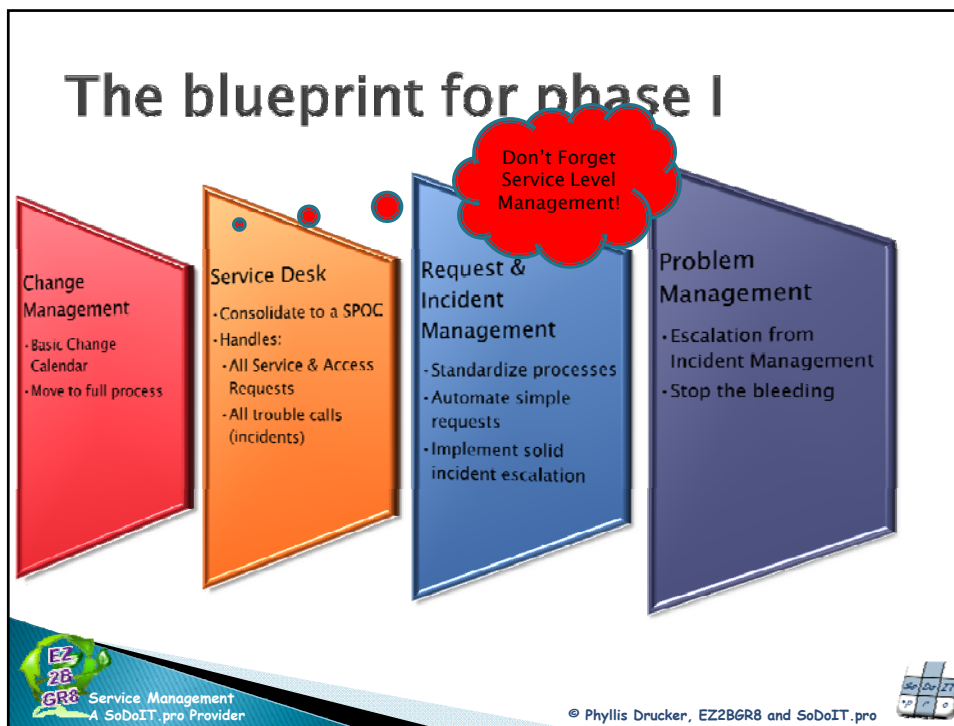 The blueprint for phase I
Don't Forget
Service Level
Management!
Change
Management
•Basic Change
Calendar
•Move to full process
Service Desk
•Consolidate to a SPOC
•Handles:
•All Service & Access
Requests
•All trouble calls
(incidents)
Request &
Incident
Management
•Standardize processes
•Automate simple
requests
•Implement solid
incident escalation
Problem
Management
•Escalation from
Incident Management
•Stop the bleeding
EZ
2B
GR8
Service Management
A SoDoIT.pro Provider
© Phyllis Drucker, EZ2BGR8 and SoDoIT.pro
So Do IT
•p r o